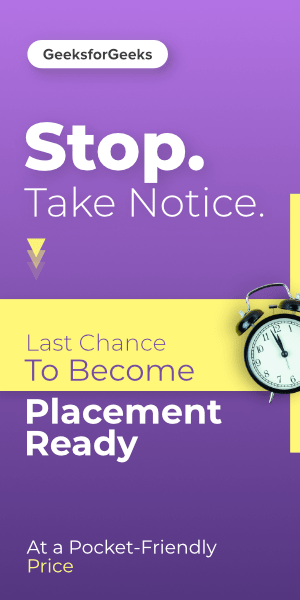 GeeksforGeeks
Stop.
Take Notice.
Last Chance
To Become
Placement
Ready
At a Pocket-Friendly
Price